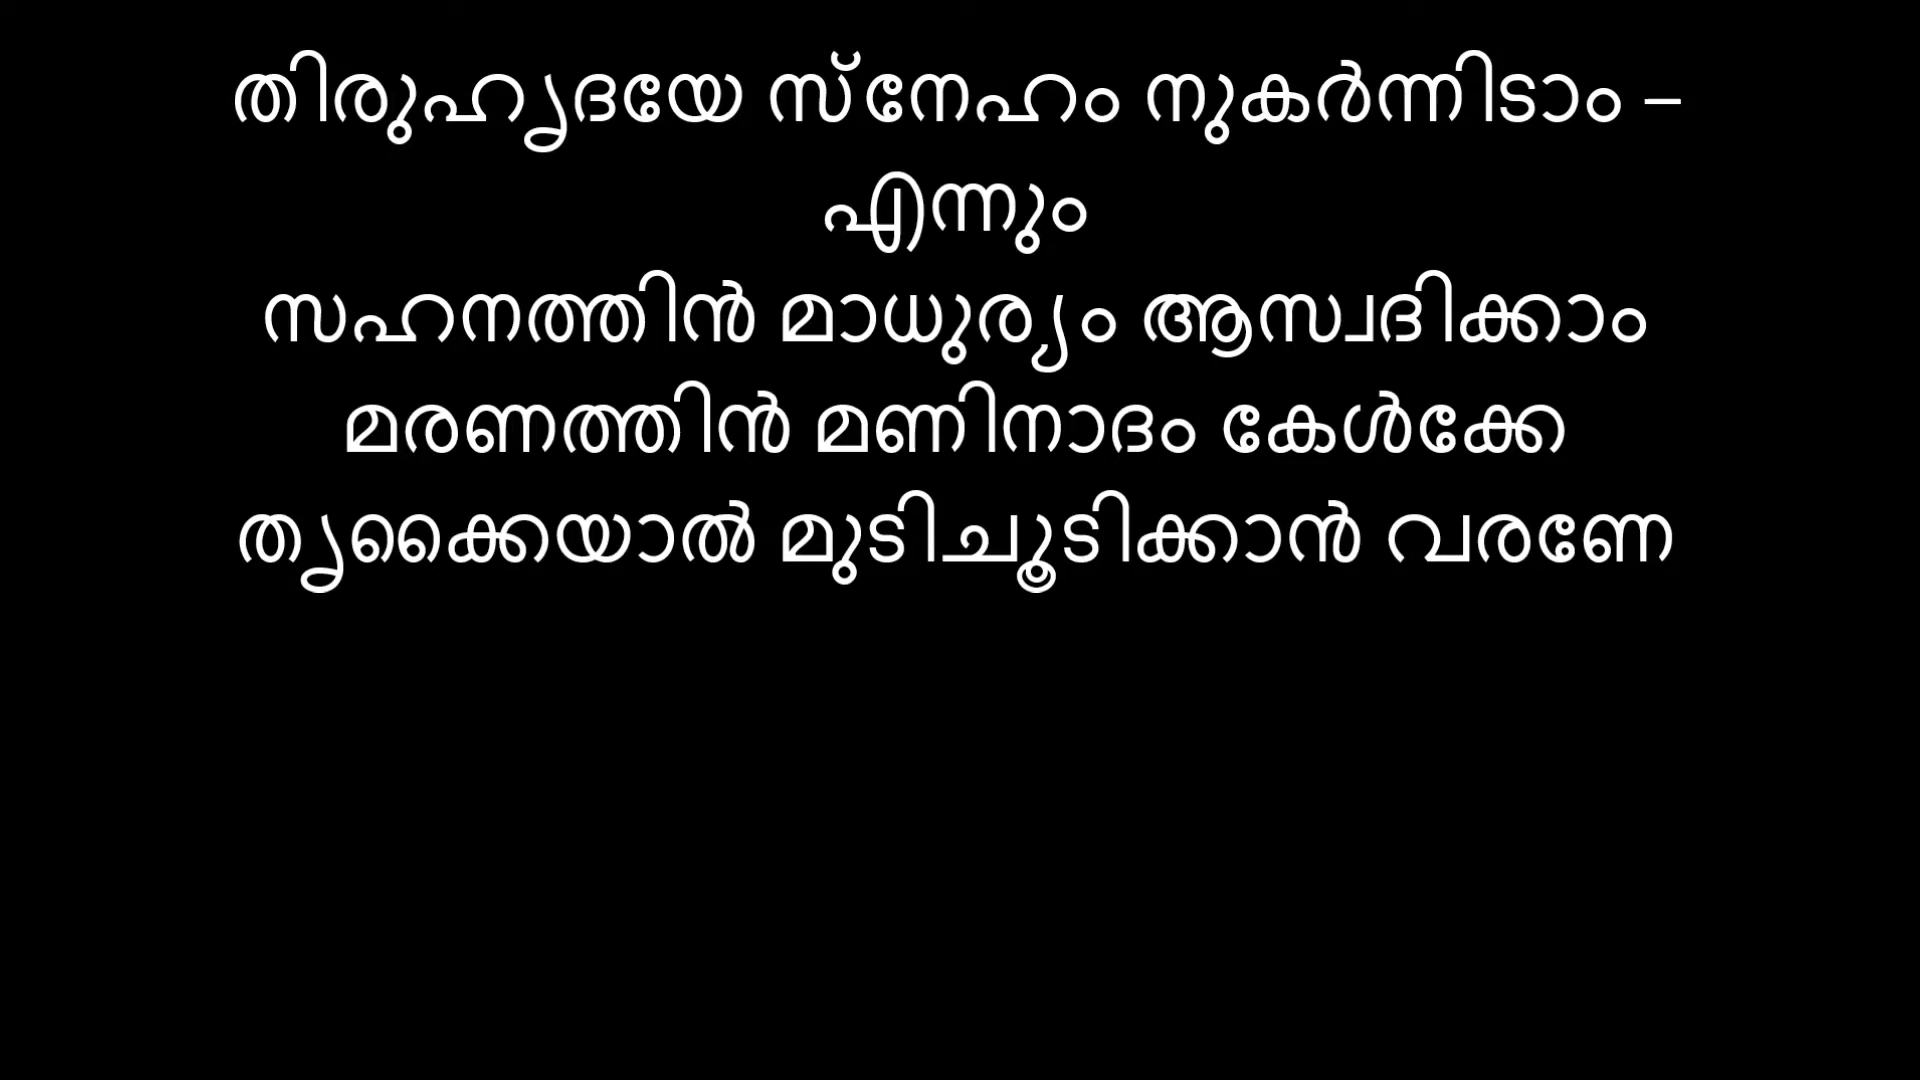 തിരുഹൃദയേ സ്നേഹം നുകർന്നിടാം –
എന്നും
സഹനത്തിൻ മാധുര്യം ആസ്വദിക്കാം
മരണത്തിൻ മണിനാദം കേൾക്കേ
തൃക്കൈയാൽ മുടിചൂടിക്കാൻ വരണേ